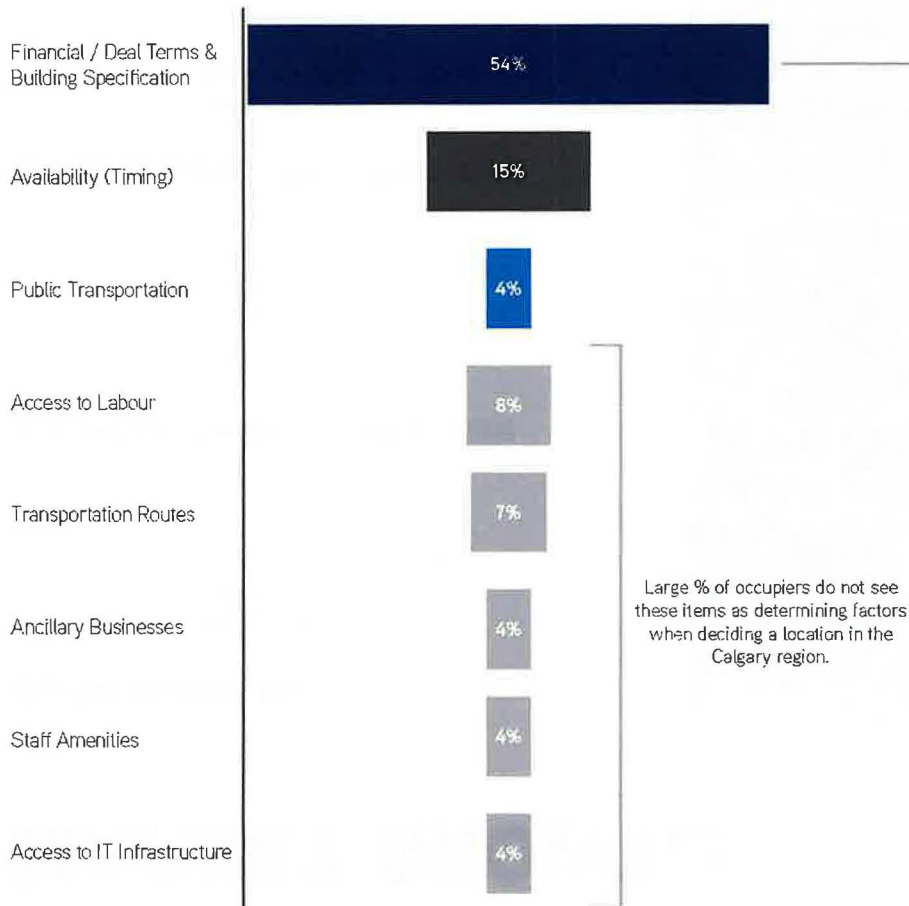 Financial / Deal Terms &
Building Specification
54%
Availability (Timing)
15%
Public Transportation
4%
Access to Labour
8%
Transportation Routes
7%
Large % of occupiers do not see
these items as determining factors
when deciding a location in the
Calgary region.
Ancillary Businesses
4%
Staff Amenities
4%
Access to IT Infrastructure
4%